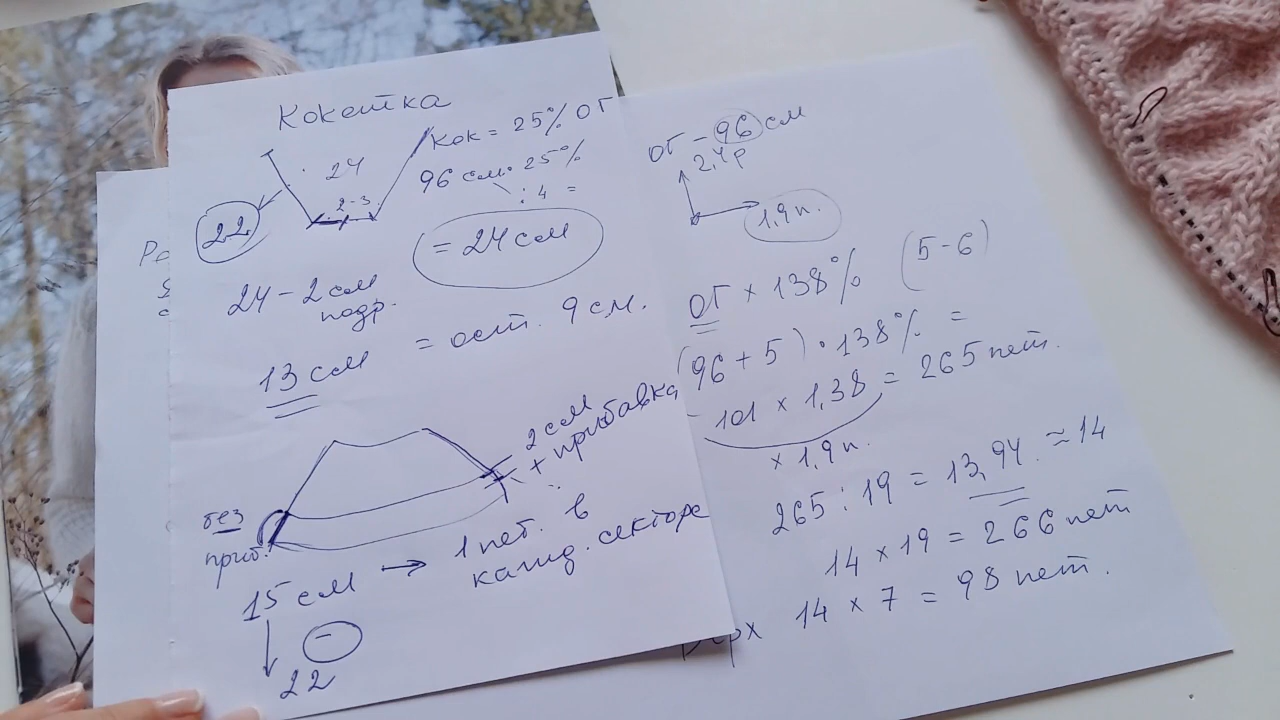 Кокетка
Кок = 25% ОГ
24
96 см · 25%
2-3
: 4 =
22
= 24 см
24 - 2 см
подр.
= ост. 9 см.
13 см
2 см
+ прибавка
без
приб.
15 см → 1 пет. в
кажд. секторе
-
22
ОГ - 96 см
2,4 р
1,9 п.
ОГ × 138% (5-6)
(96 + 5) · 138% =
101 × 1,38 = 265 пет.
× 1,9 п.
265 : 19 = 13,94 ≈ 14
14 × 19 = 266 пет
14 × 7 = 98 пет.